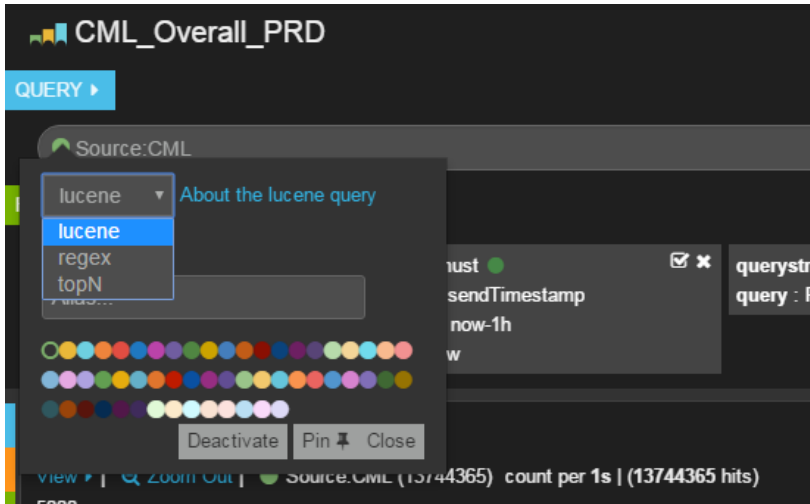 CML_Overall_PRD
QUERY
Source:CML
lucene About the lucene query
lucene
regex
topN
Alias...
must
sendTimestamp
now-1h
querystr
query :
Deactivate Pin Close
View | Zoom Out | Source:CML (13744365) count per 1s | (13744365 hits)